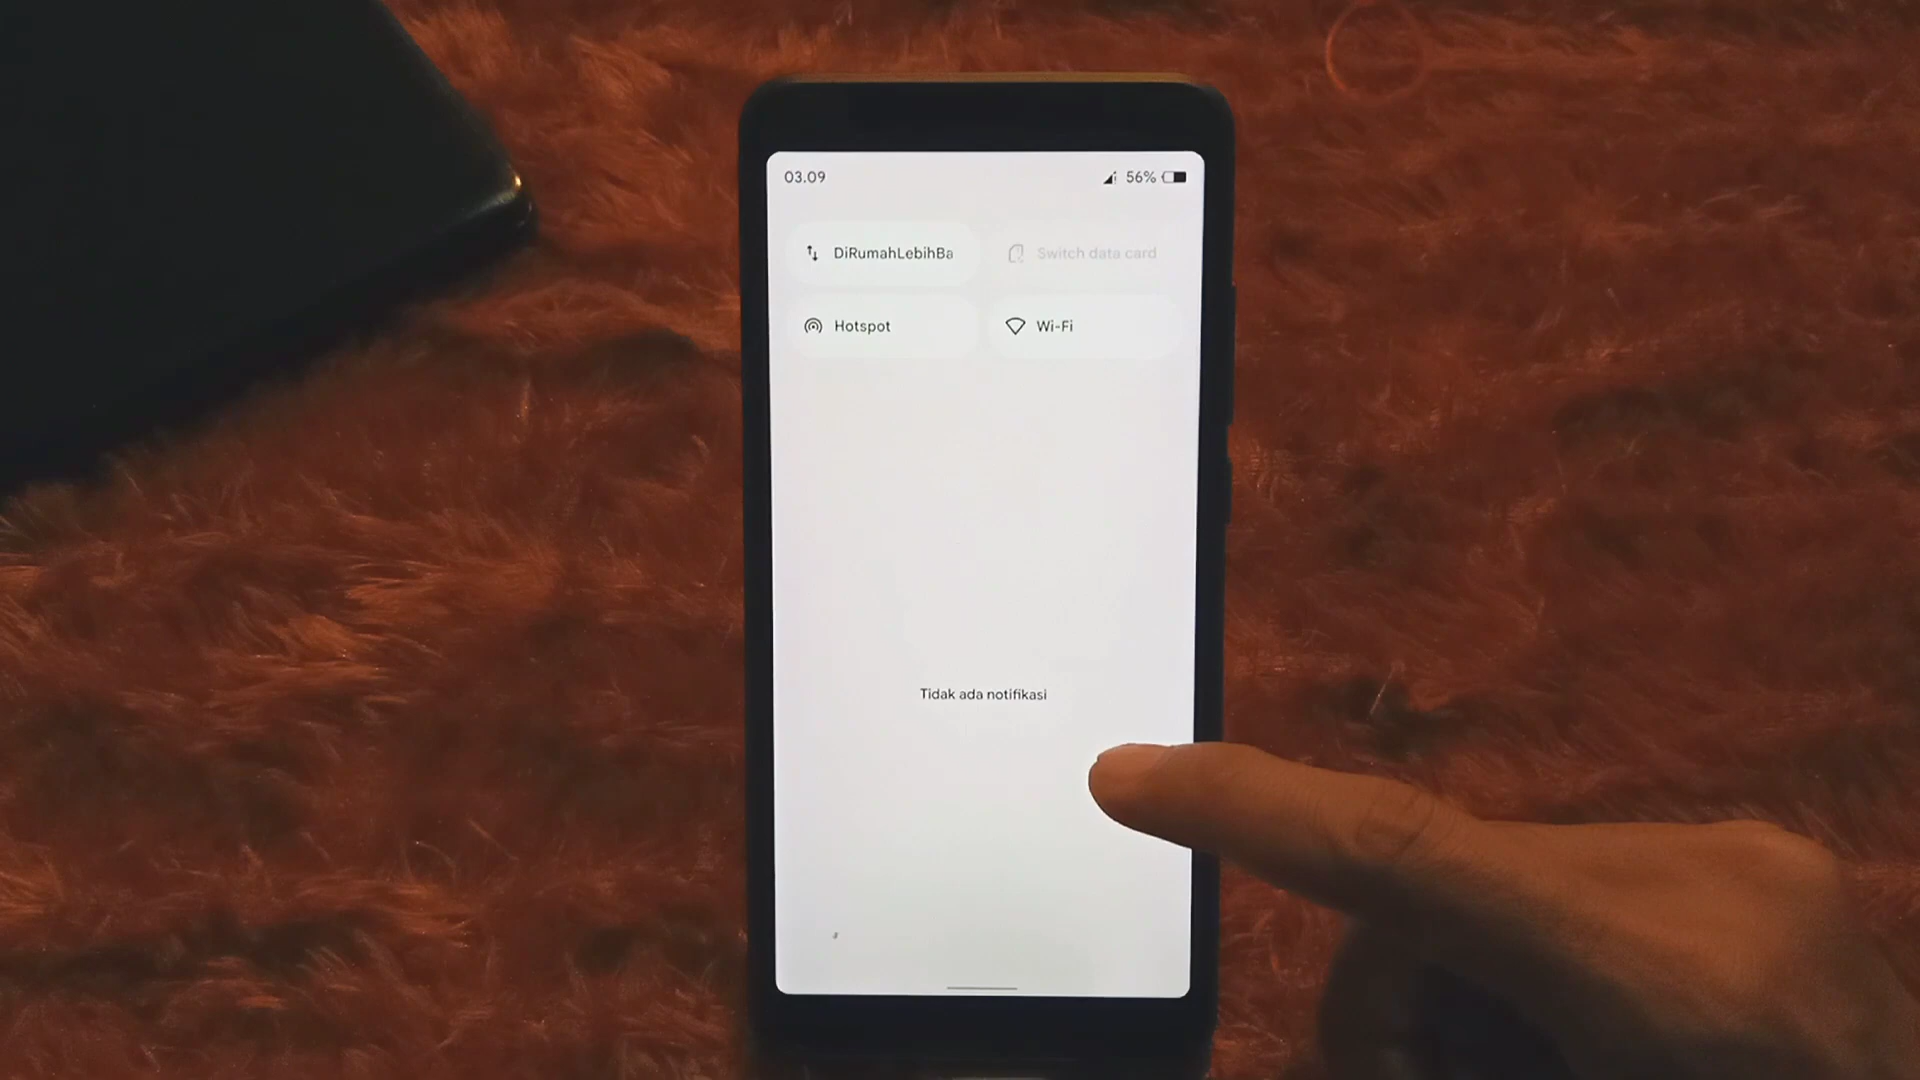 03.09
56%
DiRumahLebihBa
Switch data card
Hotspot
Wi-Fi
Tidak ada notifikasi